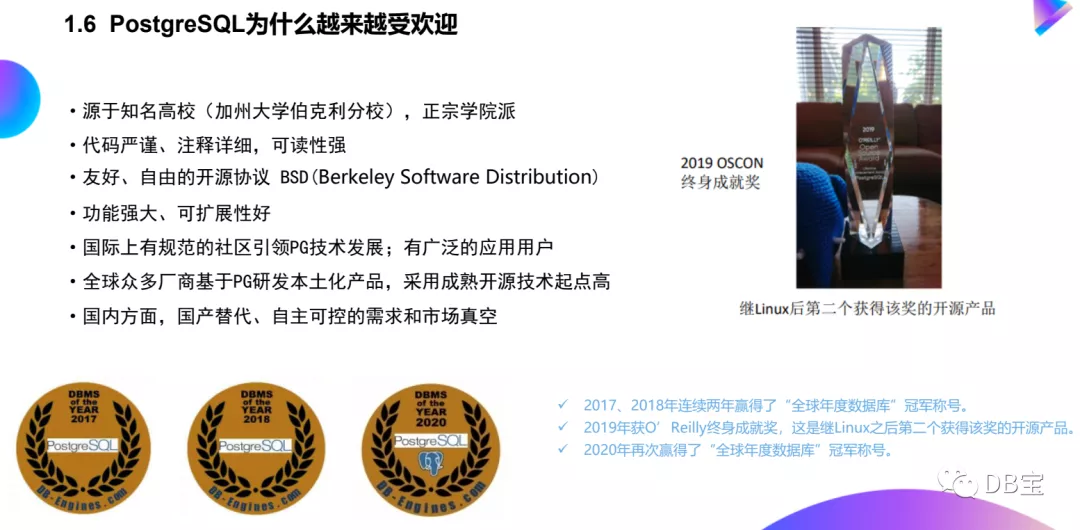 1.6 PostgreSQL为什么越来越受欢迎
・源于知名高校（加州大学伯克利分校），正宗学院派
・代码严谨、注释详细，可读性强
・友好、自由的开源协议 BSD(Berkeley Software Distribution)
・功能强大、可扩展性好
・国际上有规范的社区引领PG技术发展；有广泛的应用用户
・全球众多厂商基于PG研发本土化产品，采用成熟开源技术起点高
・国内方面，国产替代、自主可控的需求和市场真空
2019 OSCON
终身成就奖
2019
O'REILLY
Open
Source
Award
PostgreSQL
继Linux后第二个获得该奖的开源产品
DBMS
of the
YEAR
2017
PostgreSQL
DB-Engines.com
DBMS
of the
YEAR
2018
PostgreSQL
DB-Engines.com
DBMS
of the
YEAR
2020
PostgreSQL
DB-Engines.com
✓ 2017、2018年连续两年赢得了“全球年度数据库”冠军称号。
✓ 2019年获O’Reilly终身成就奖，这是继Linux之后第二个获得该奖的开源产品。
✓ 2020年再次赢得了“全球年度数据库”冠军称号。
DB宝